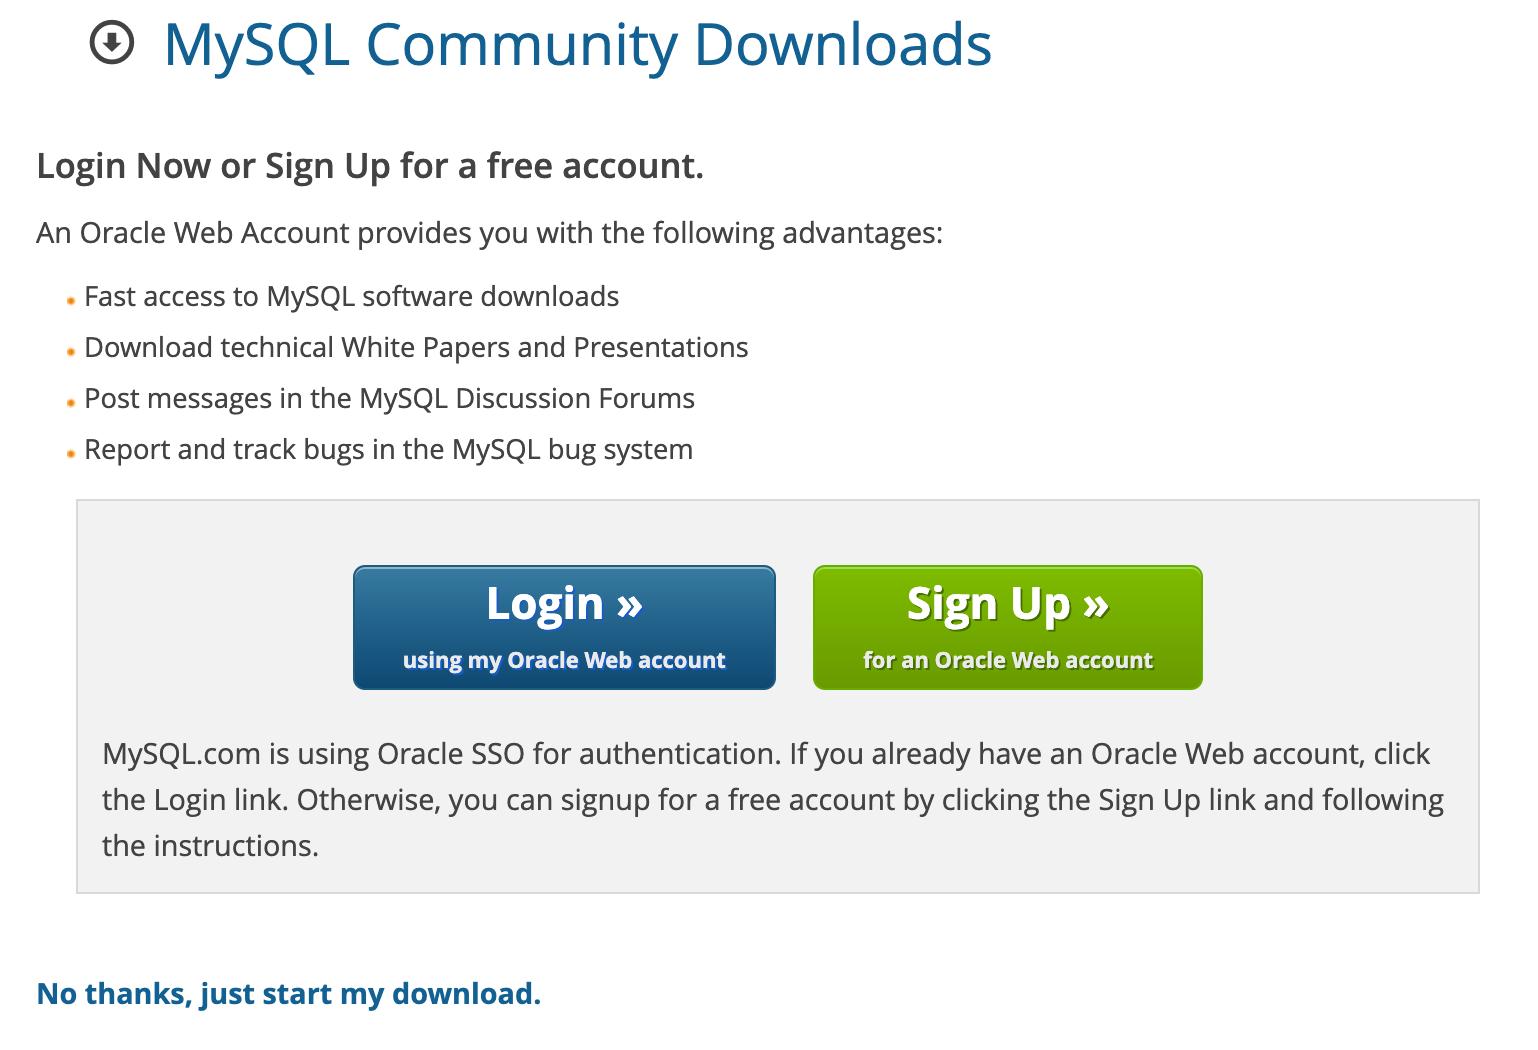 MySQL Community Downloads
Login Now or Sign Up for a free account.
An Oracle Web Account provides you with the following advantages:
Fast access to MySQL software downloads
Download technical White Papers and Presentations
Post messages in the MySQL Discussion Forums
Report and track bugs in the MySQL bug system
Login »
using my Oracle Web account
Sign Up »
for an Oracle Web account
MySQL.com is using Oracle SSO for authentication. If you already have an Oracle Web account, click
the Login link. Otherwise, you can signup for a free account by clicking the Sign Up link and following
the instructions.
No thanks, just start my download.